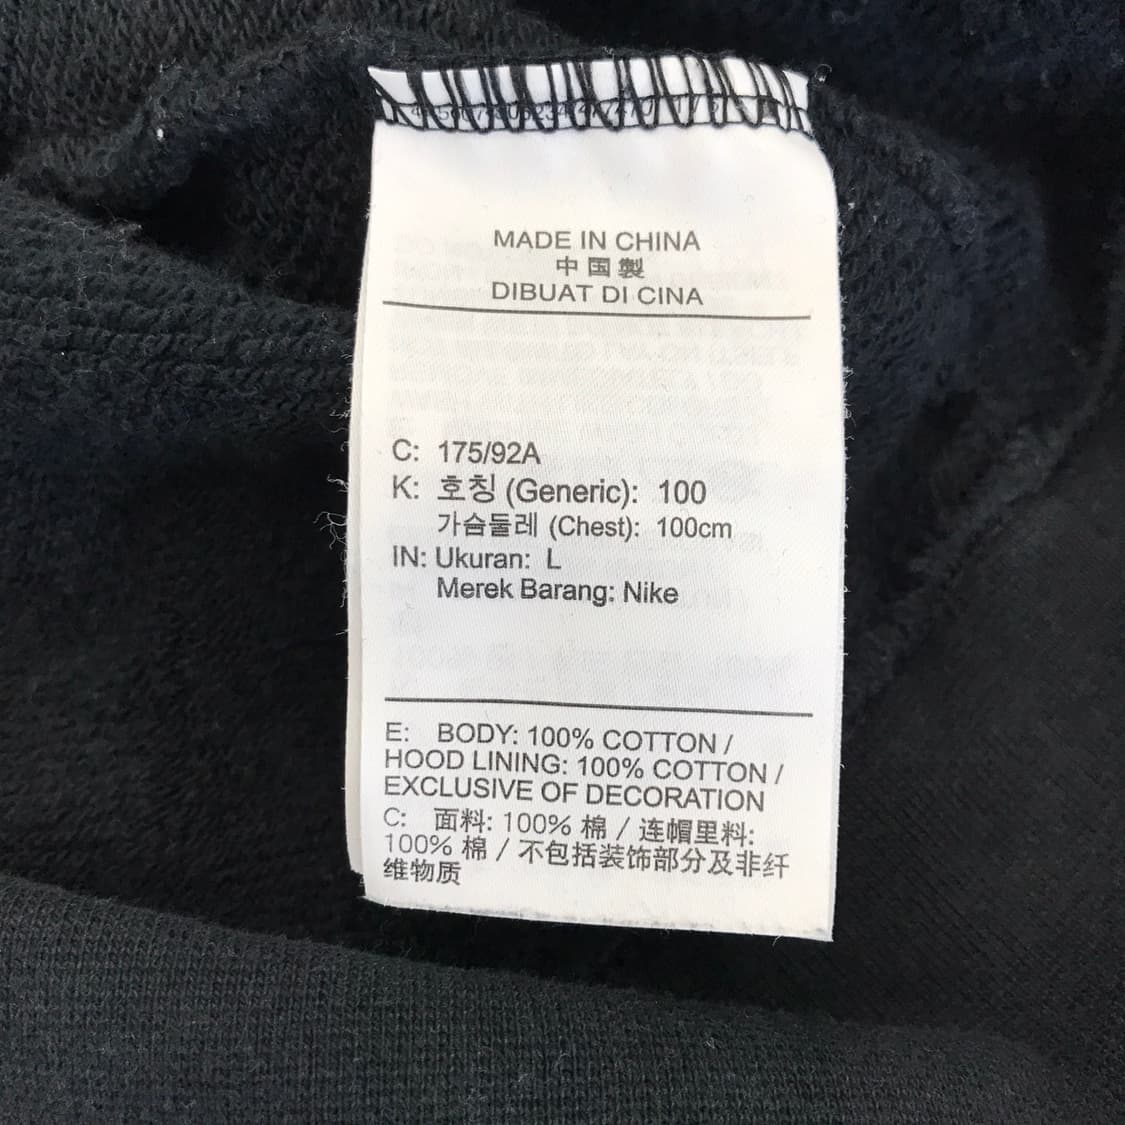 MADE IN CHINA
中国製
DIBUAT DI CINA
C: 175/92A
K: 호칭 (Generic): 100
가슴둘레 (Chest): 100cm
IN: Ukuran: L
Merek Barang: Nike
E: BODY: 100% COTTON /
HOOD LINING: 100% COTTON /
EXCLUSIVE OF DECORATION
C: 面料: 100% 棉 / 连帽里料:
100% 棉 / 不包括装饰部分及非纤
维物质